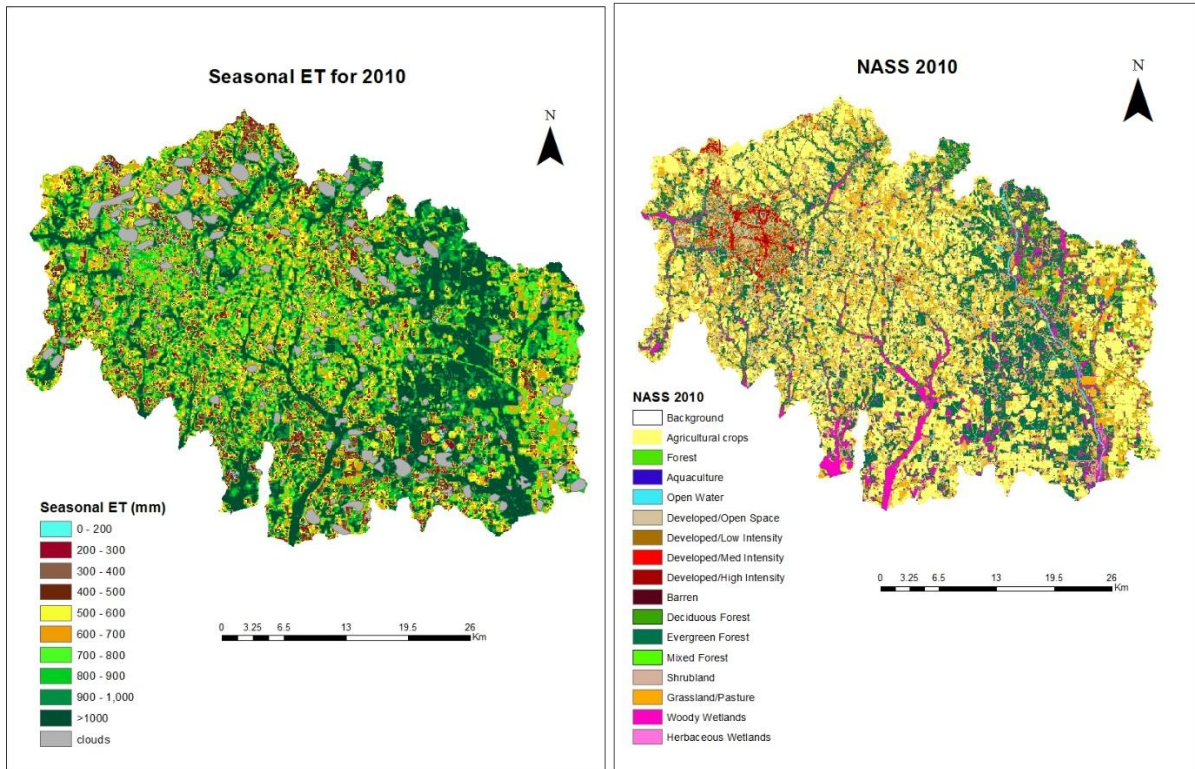 Seasonal ET for 2010
N
Seasonal ET (mm)
0 - 200
200 - 300
300 - 400
400 - 500
500 - 600
600 - 700
700 - 800
800 - 900
900 - 1,000
>1000
clouds
0 3.25 6.5 13 19.5 26
Km
NASS 2010
N
NASS 2010
Background
Agricultural crops
Forest
Aquaculture
Open Water
Developed/Open Space
Developed/Low Intensity
Developed/Med Intensity
Developed/High Intensity
Barren
Deciduous Forest
Evergreen Forest
Mixed Forest
Shrubland
Grassland/Pasture
Woody Wetlands
Herbaceous Wetlands
0 3.25 6.5 13 19.5 26
Km